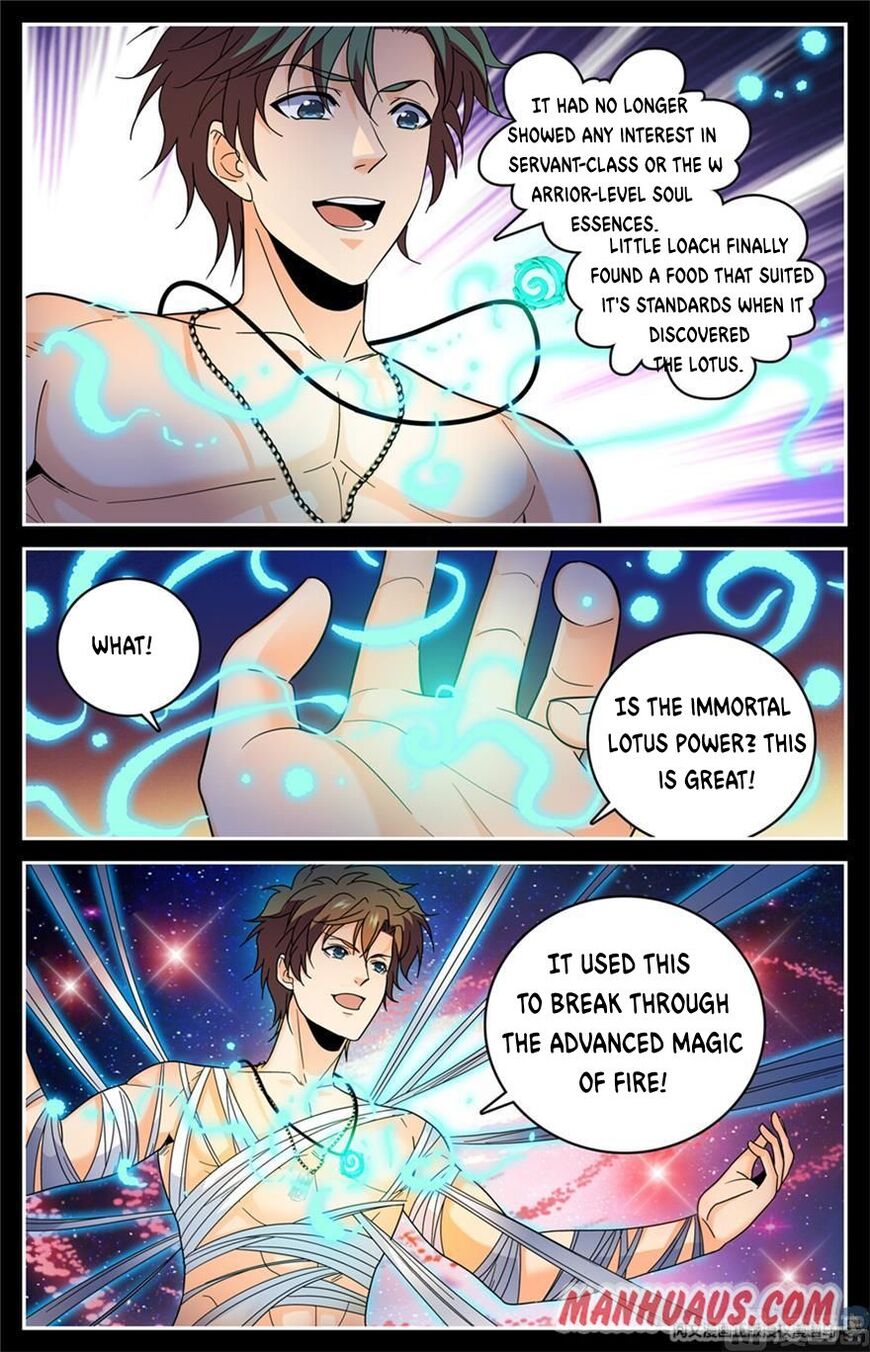 IT HAD NO LONGER
SHOWED ANY INTEREST IN
SERVANT-CLASS OR THE W
ARRIOR-LEVEL SOUL
ESSENCES.
LITTLE LOACH FINALLY
FOUND A FOOD THAT SUITED
IT'S STANDARDS WHEN IT
DISCOVERED
THE LOTUS.
WHAT!
IS THE IMMORTAL
LOTUS POWER? THIS
IS GREAT!
IT USED THIS
TO BREAK THROUGH
THE ADVANCED MAGIC
OF FIRE!
MANHUAUS.COM